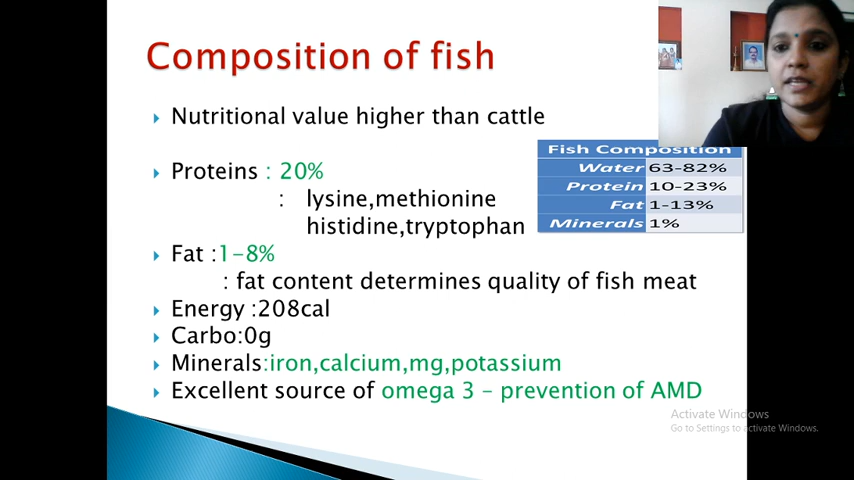 Composition of fish
Nutritional value higher than cattle
Proteins : 20%
: lysine,methionine
histidine,tryptophan
Fat :1-8%
: fat content determines quality of fish meat
Energy :208cal
Carbo:0g
Minerals:iron,calcium,mg,potassium
Excellent source of omega 3 - prevention of AMD
Fish Composition
Water 63-82%
Protein 10-23%
Fat 1-13%
Minerals 1%
Activate Windows
Go to Settings to activate Windows.